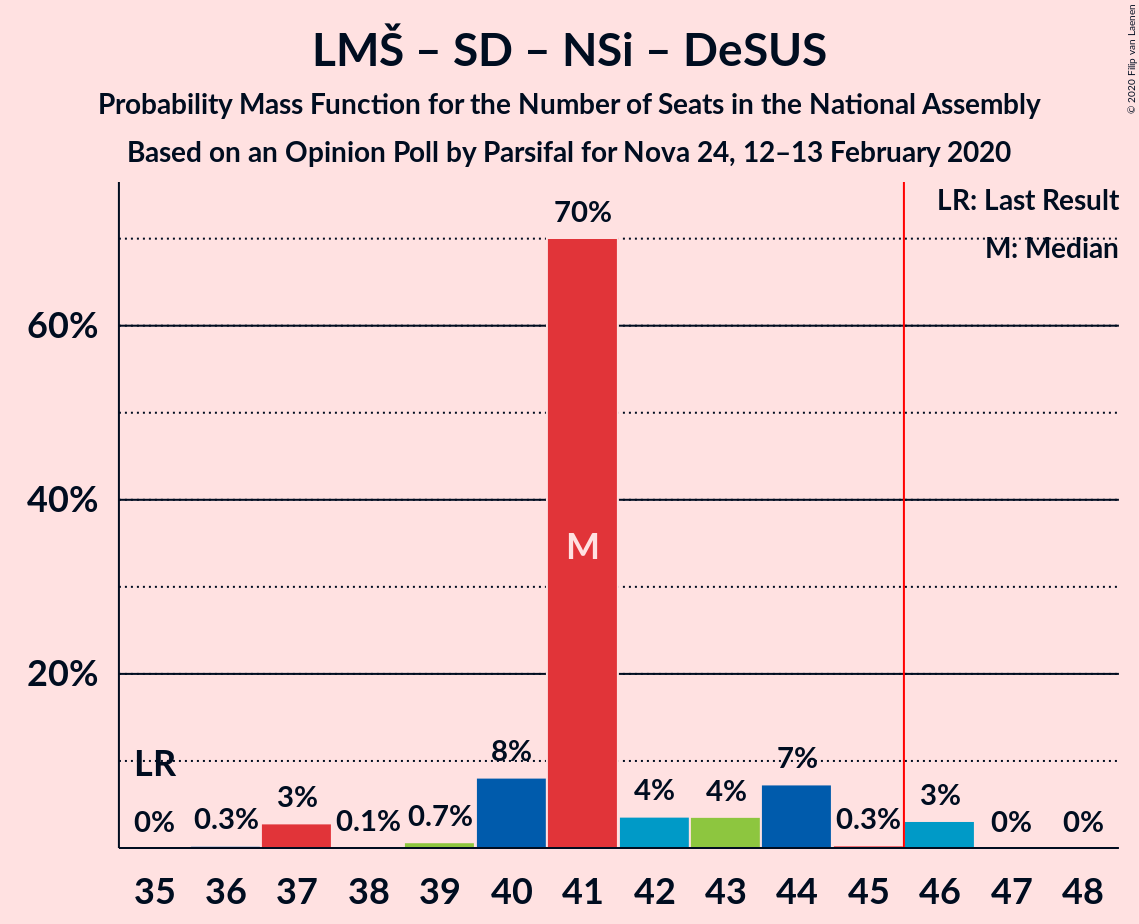 LMŠ – SD – NSi – DeSUS
Probability Mass Function for the Number of Seats in the National Assembly
Based on an Opinion Poll by Parsifal for Nova 24, 12–13 February 2020
© 2020 Filip van Laenen
LR: Last Result
M: Median
60%
40%
20%
LR
M
0% 0.3% 3% 0.1% 0.7% 8% 70% 4% 4% 7% 0.3% 3% 0% 0%
35 36 37 38 39 40 41 42 43 44 45 46 47 48